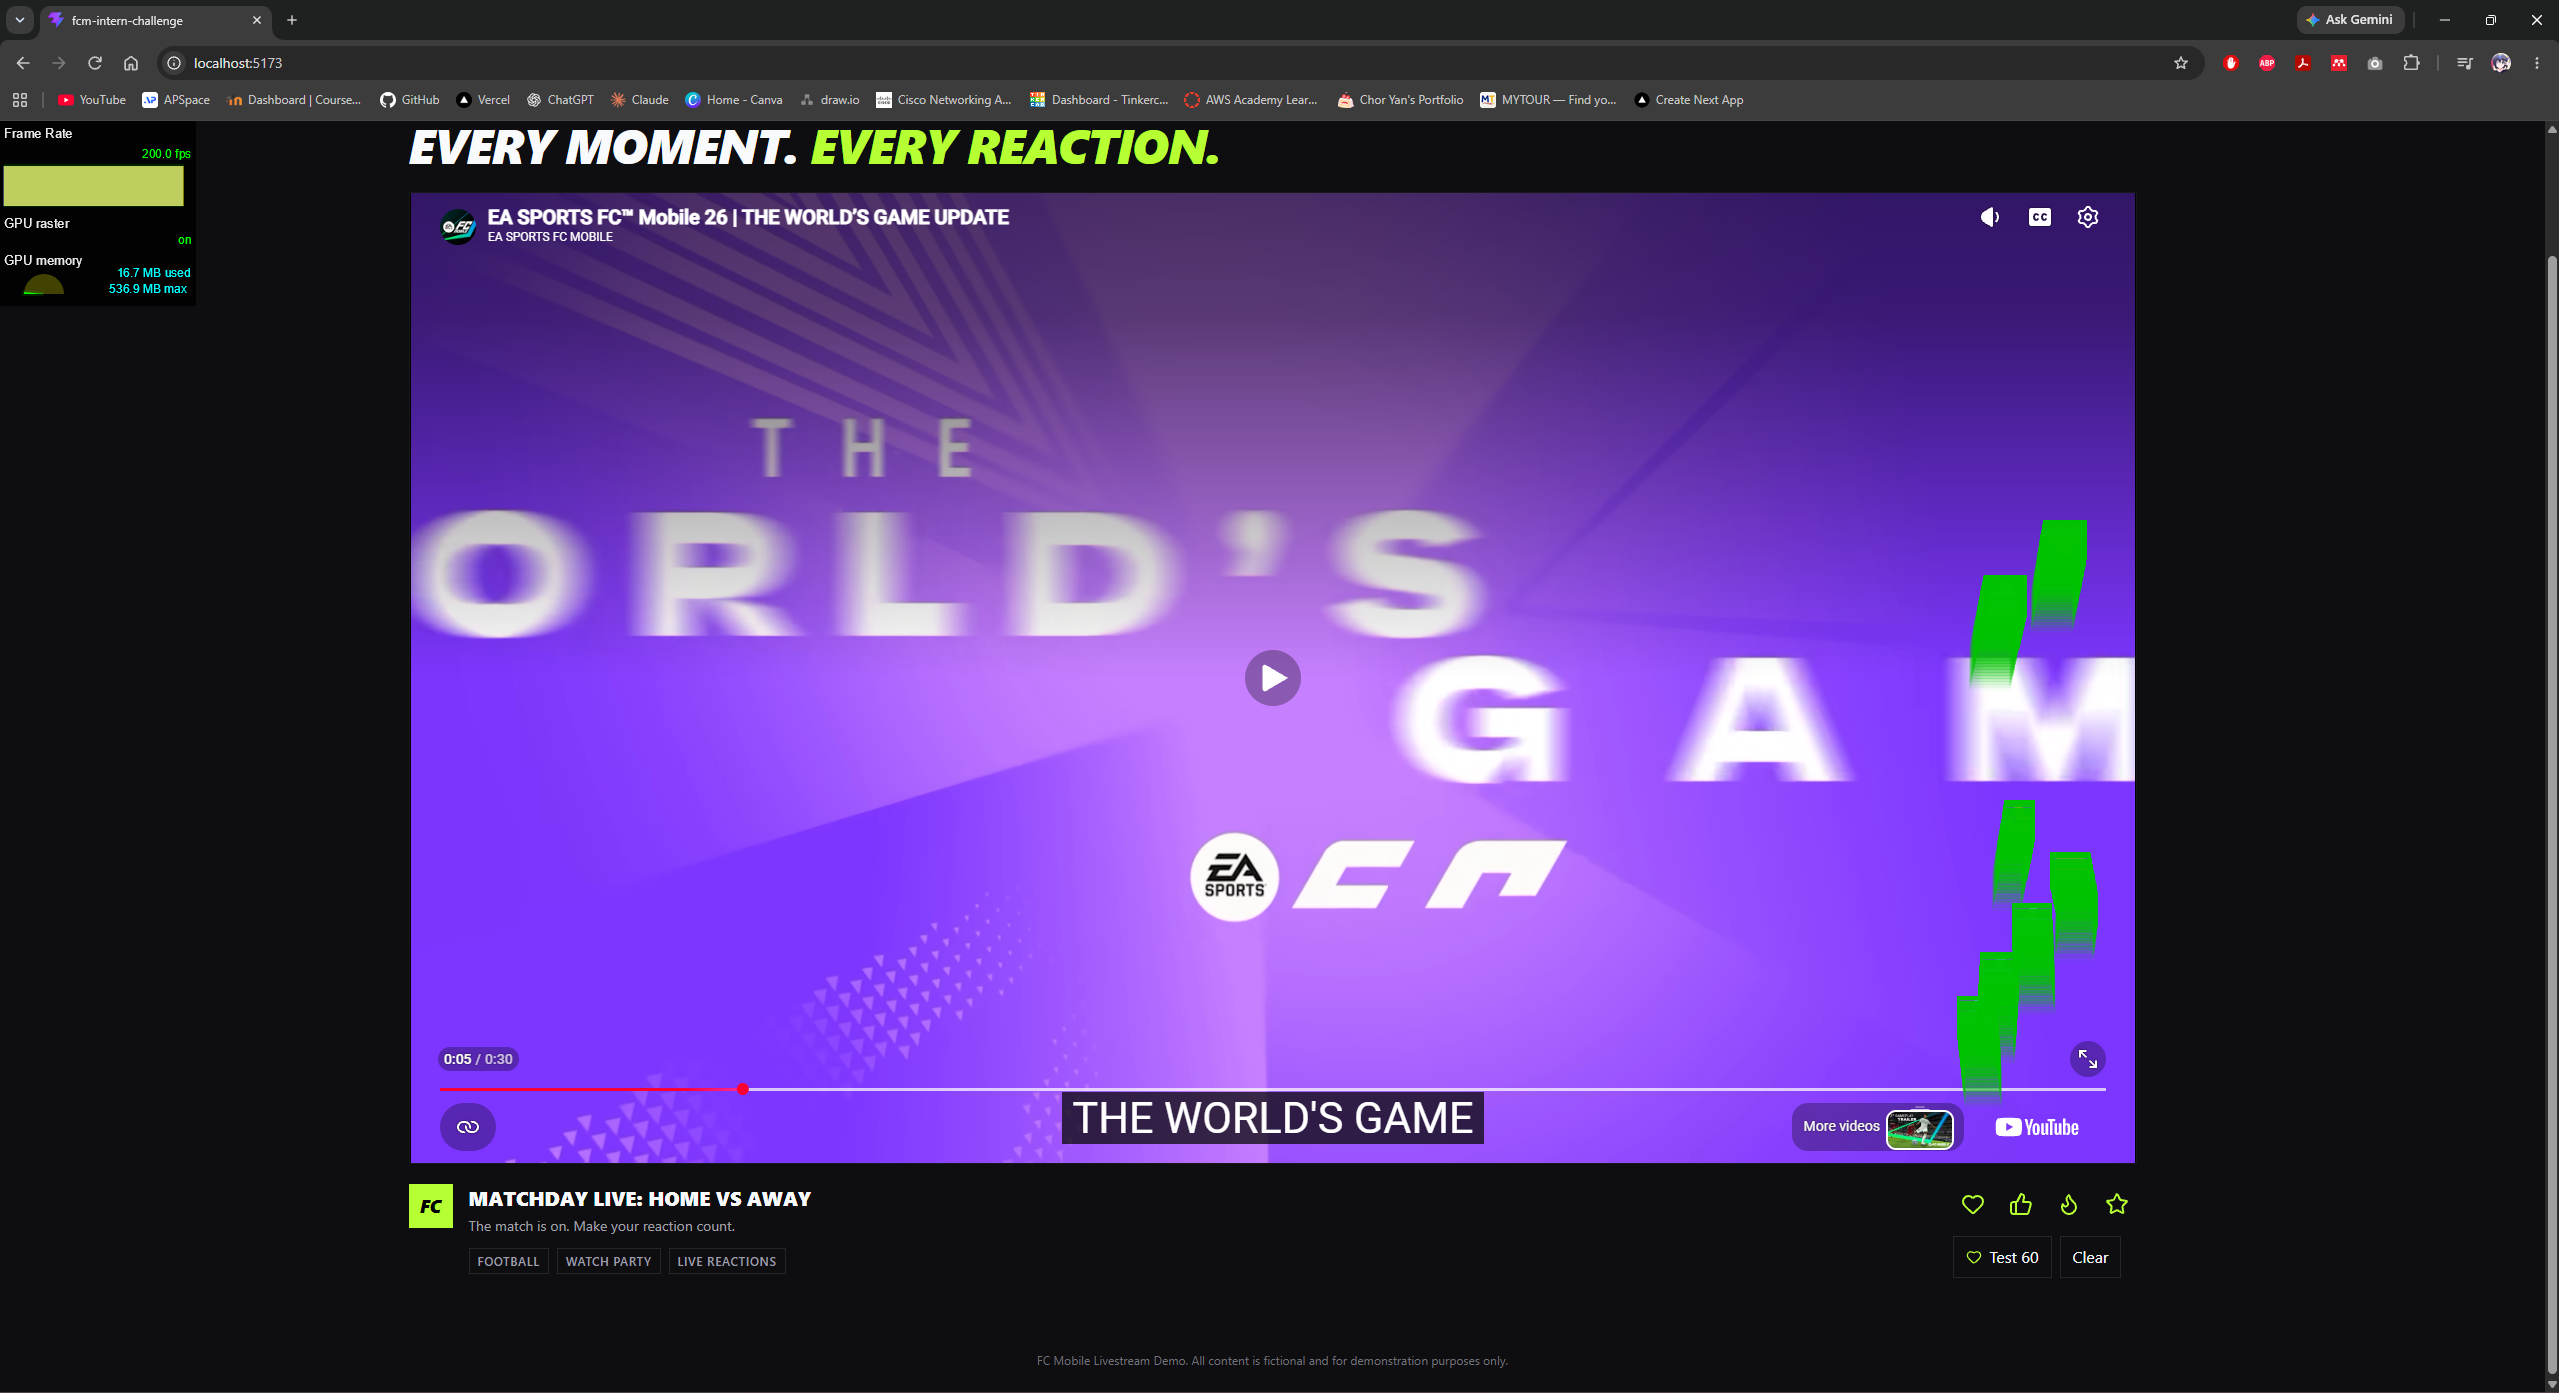 fcm-intern-challenge
Ask Gemini
localhost:5173
YouTube
APSpace
Dashboard | Course...
GitHub
Vercel
ChatGPT
Claude
Home - Canva
draw.io
Cisco Networking A...
Dashboard - Tinkerc...
AWS Academy Lear...
Chor Yan's Portfolio
MYTOUR — Find yo...
Create Next App
Frame Rate
200.0 fps
GPU raster
on
GPU memory
16.7 MB used
536.9 MB max
EVERY MOMENT. EVERY REACTION.
EA SPORTS FC™ Mobile 26 | THE WORLD’S GAME UPDATE
EA SPORTS FC MOBILE
CC
THE
ORLD’S
GAM
EA
SPORTS
0:05 / 0:30
THE WORLD'S GAME
More videos
YouTube
FC
MATCHDAY LIVE: HOME VS AWAY
The match is on. Make your reaction count.
FOOTBALL
WATCH PARTY
LIVE REACTIONS
Test 60
Clear
FC Mobile Livestream Demo. All content is fictional and for demonstration purposes only.